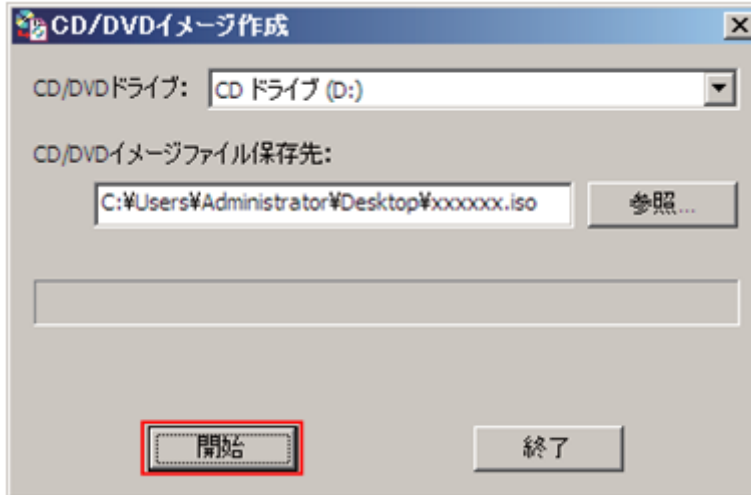 CD/DVDイメージ作成
CD/DVDドライブ: CD ドライブ (D:)
CD/DVDイメージファイル保存先:
C:¥Users¥Administrator¥Desktop¥xxxxxx.iso 参照...
開始 終了